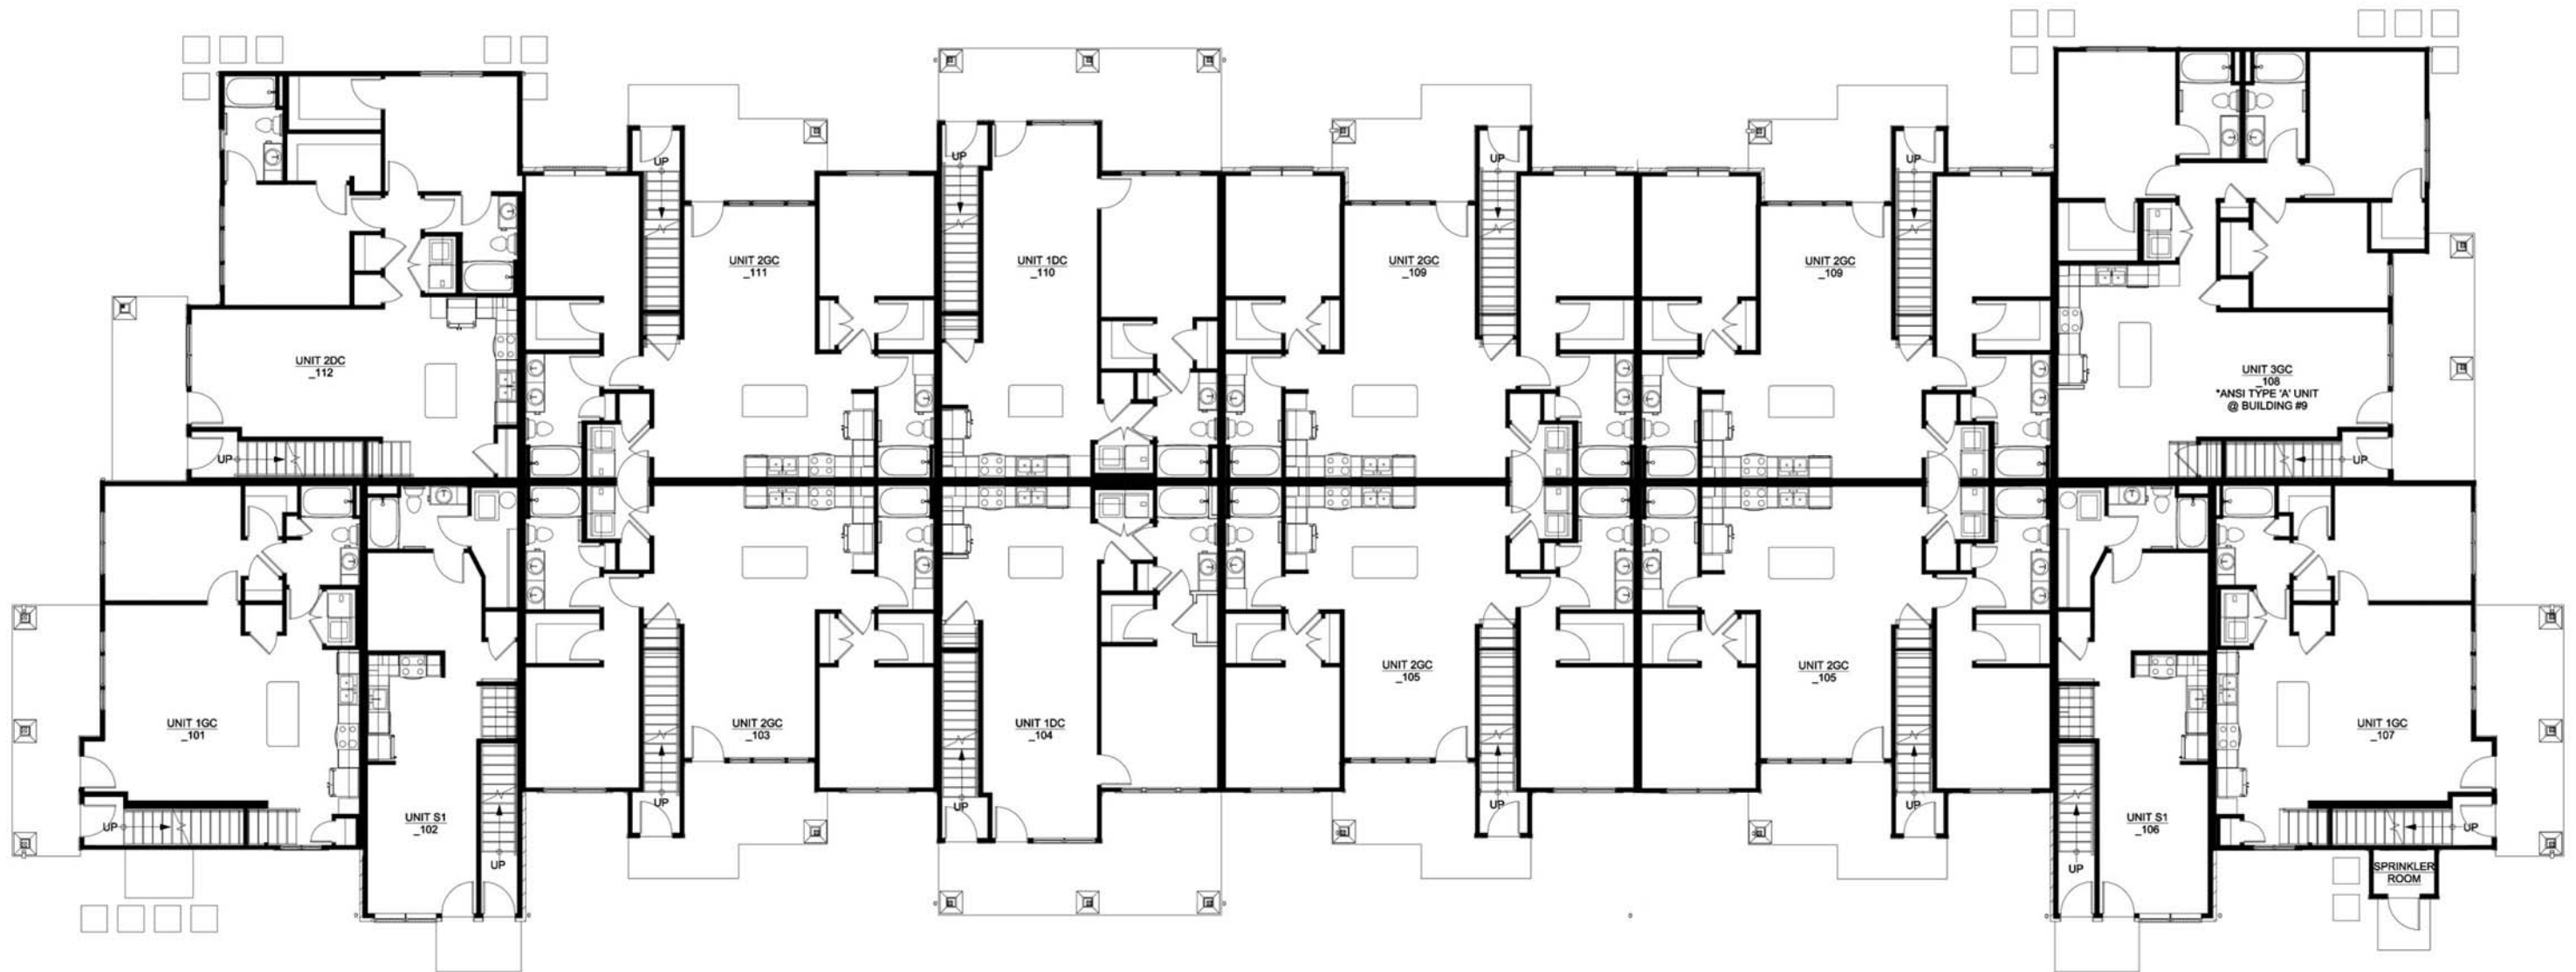 UP
UP
UP
UP
UP
UNIT 2GC
_111
UNIT 1DC
_110
UNIT 2GC
_109
UNIT 2GC
_109
UNIT 2DC
_112
UNIT 3GC
_108
"ANSI TYPE 'A' UNIT
@ BUILDING #9
UP
UP
UNIT 2GC
_105
UNIT 2GC
_105
UNIT 1GC
_101
UNIT 2GC
_103
UNIT 1DC
_104
UNIT 1GC
_107
UP
UP
UP
UP
UP
UNIT S1
_102
UNIT S1
_106
UP
UP
UP
SPRINKLER
ROOM